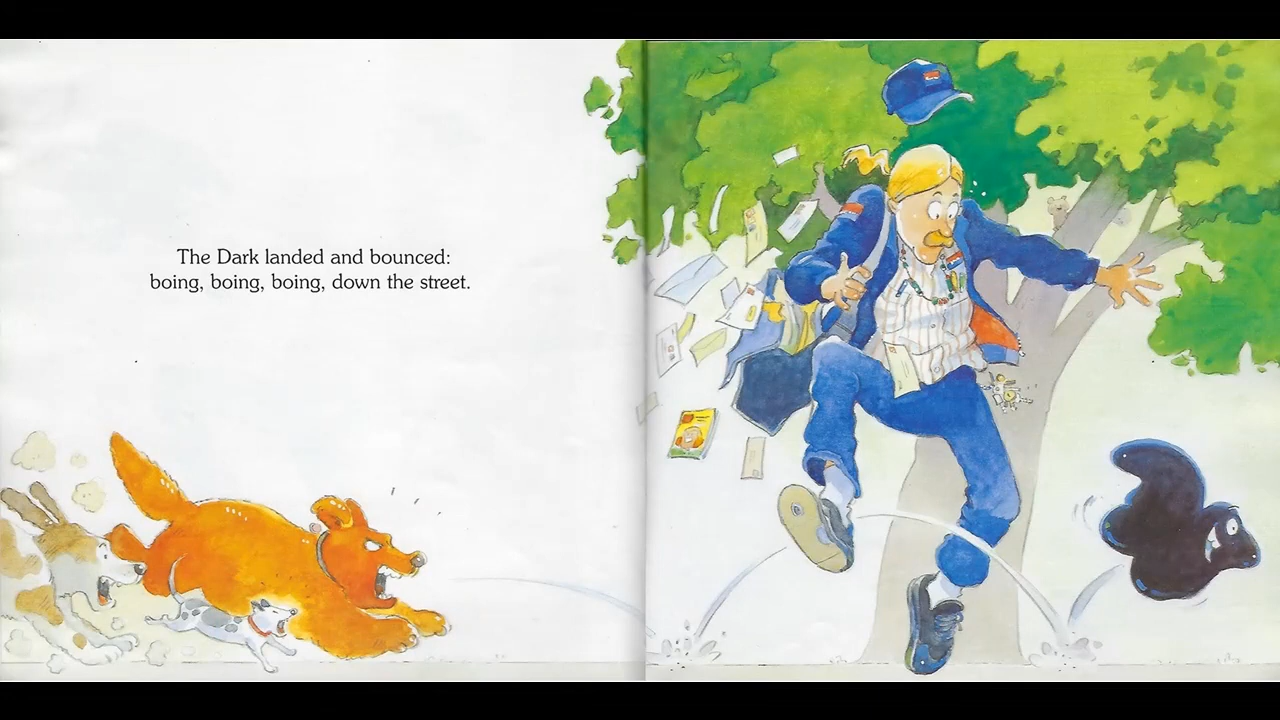 The Dark landed and bounced:
boing, boing, boing, down the street.